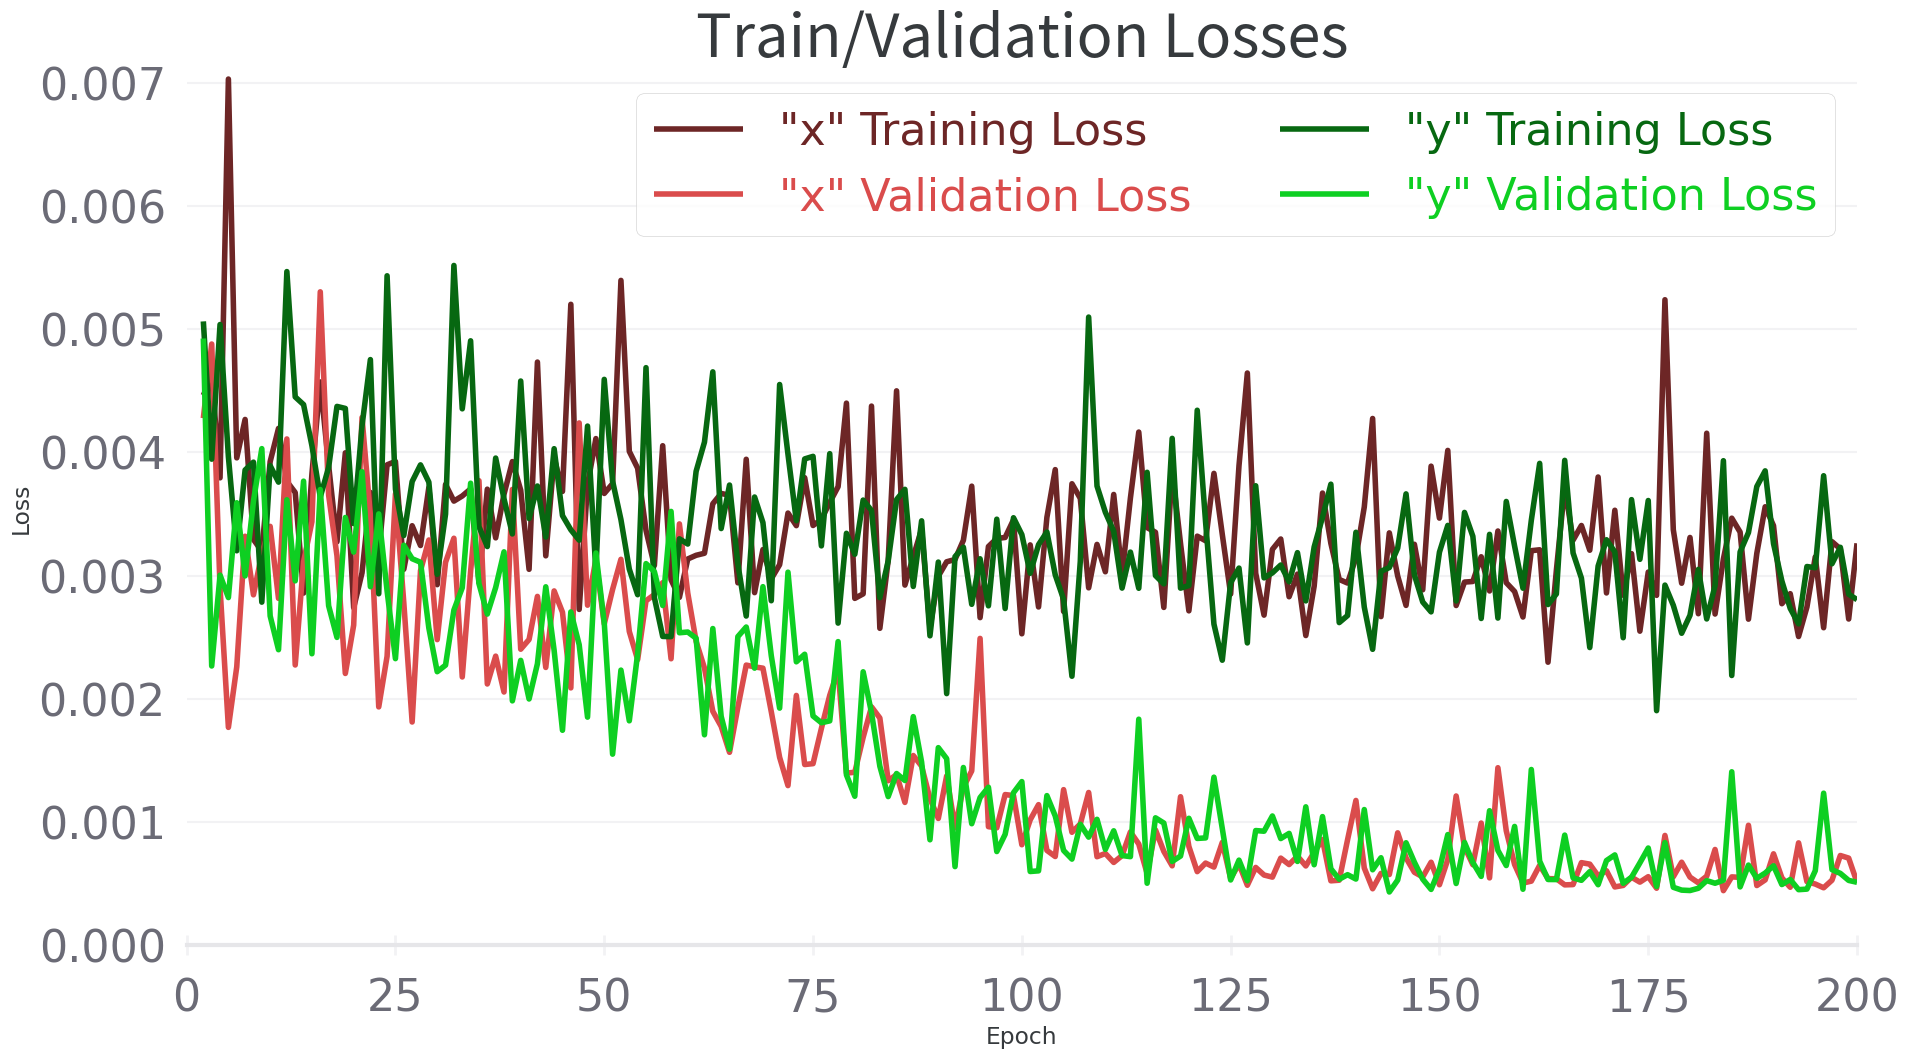 Train/Validation Losses
"x" Training Loss
"x" Validation Loss
"y" Training Loss
"y" Validation Loss
Loss
0.007
0.006
0.005
0.004
0.003
0.002
0.001
0.000
0 25 50 75 100 125 150 175 200
Epoch